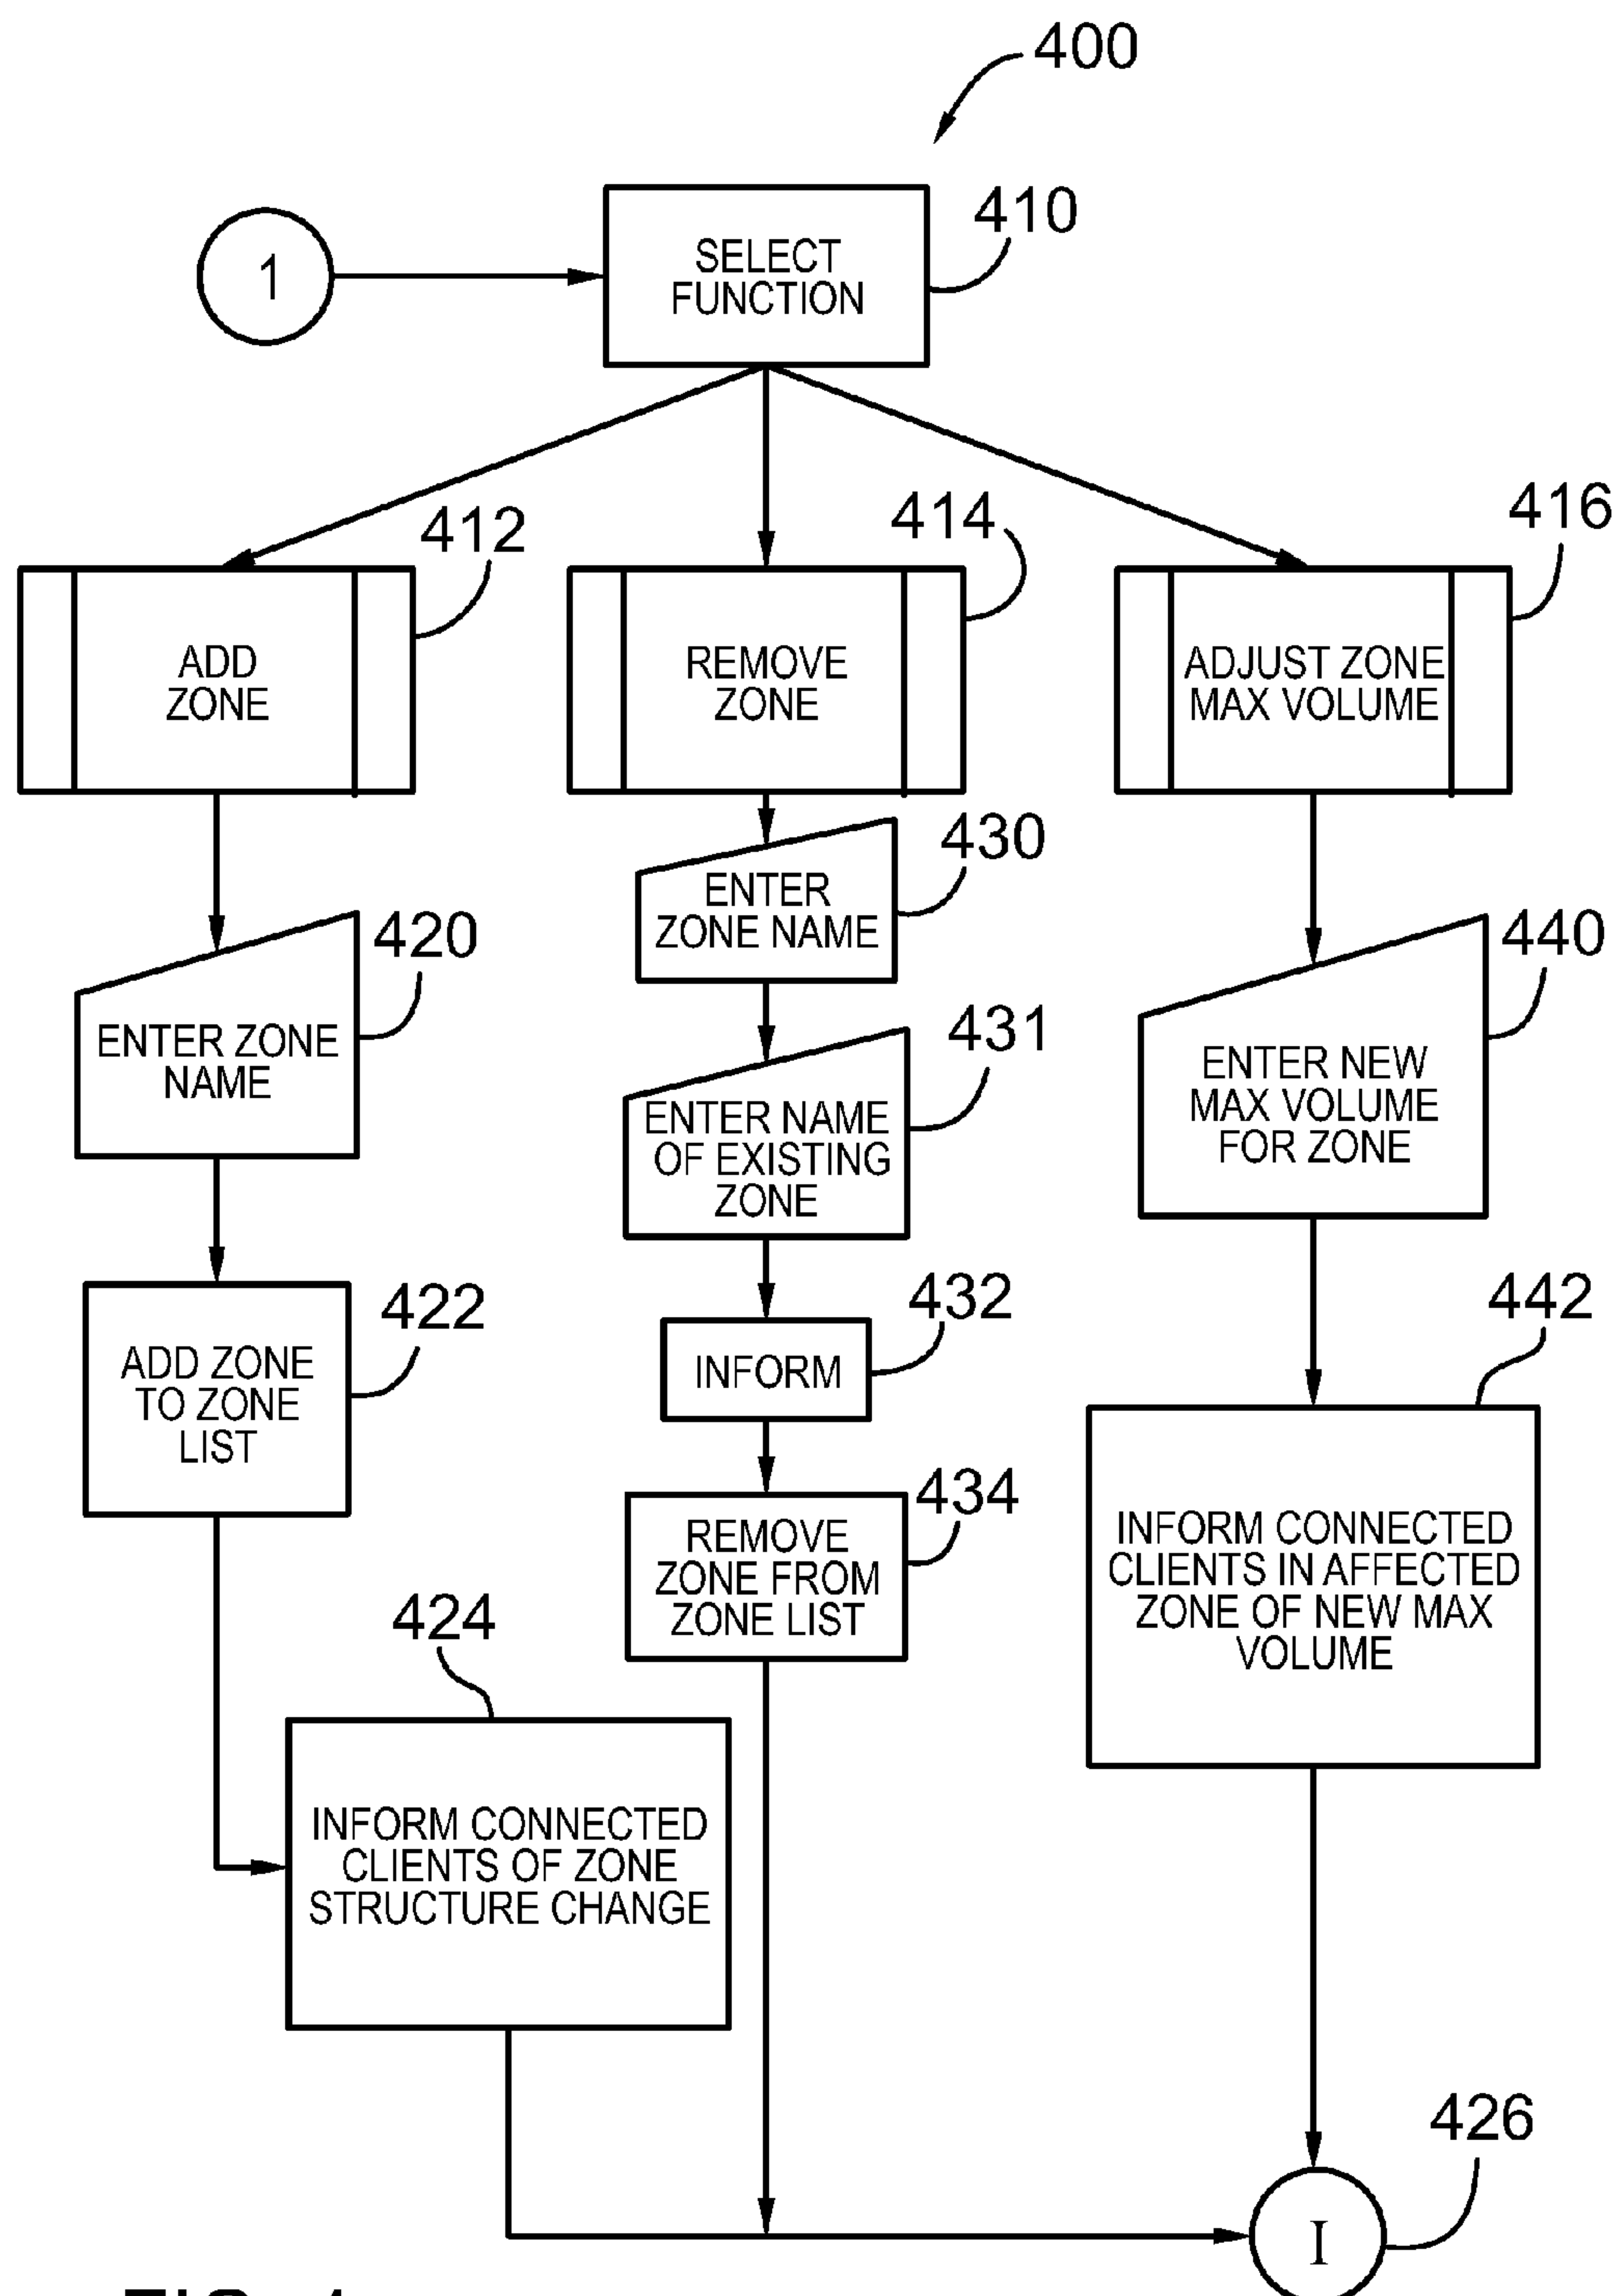 400
410
1
SELECT
FUNCTION
412
414
416
ADD
ZONE
REMOVE
ZONE
ADJUST ZONE
MAX VOLUME
430
ENTER
ZONE NAME
420
ENTER ZONE
NAME
440
ENTER NEW
MAX VOLUME
FOR ZONE
431
ENTER NAME
OF EXISTING
ZONE
422
ADD ZONE
TO ZONE
LIST
432
INFORM
442
INFORM CONNECTED
CLIENTS IN AFFECTED
ZONE OF NEW MAX
VOLUME
434
REMOVE
ZONE FROM
ZONE LIST
424
INFORM CONNECTED
CLIENTS OF ZONE
STRUCTURE CHANGE
426
I